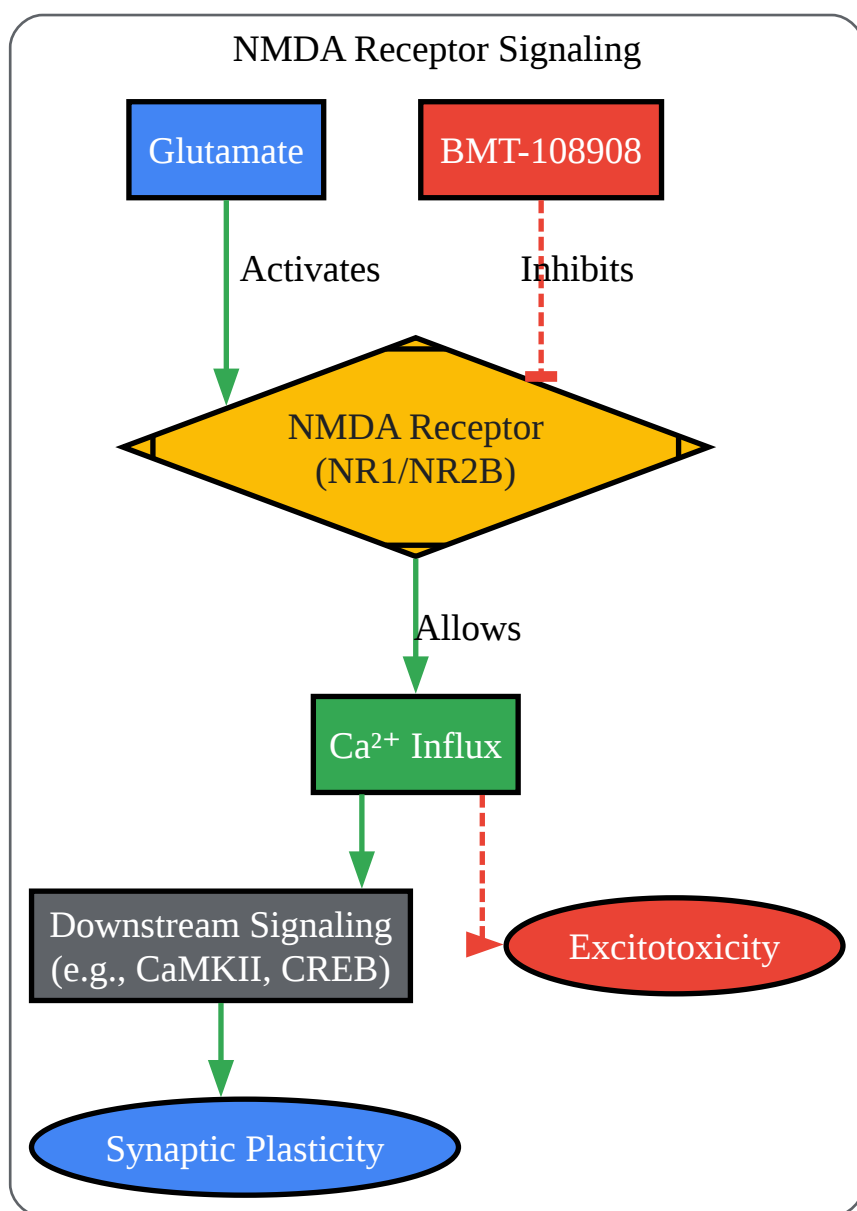 NMDA Receptor Signaling
Glutamate
BMT-108908
Activates
Inhibits
NMDA Receptor
(NR1/NR2B)
Allows
Ca²⁺ Influx
Downstream Signaling
(e.g., CaMKII, CREB)
Excitotoxicity
Synaptic Plasticity